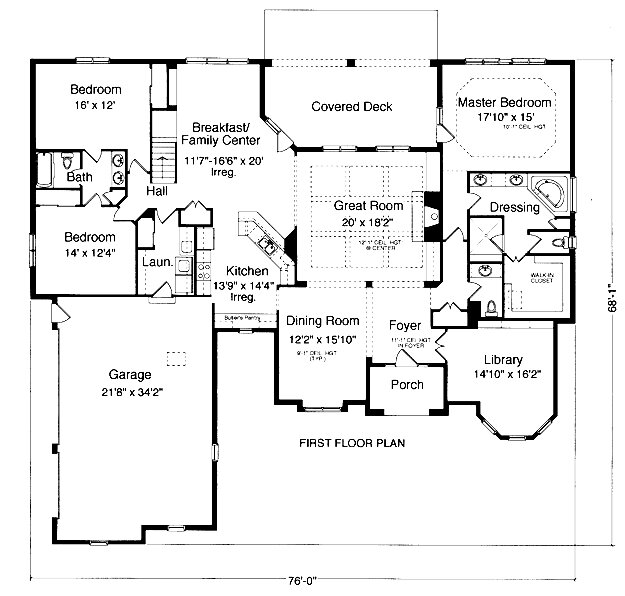 Bedroom
16' x 12'
Breakfast/
Family Center
11'7"-16'6" x 20'
Irreg.
Covered Deck
Master Bedroom
17'10" x 15'
10'-1" CEIL. HGT
Bath
Hall
Bedroom
14' x 12'4"
Laun.
Great Room
20' x 18'2"
12'-1" CEIL. HGT
@ CENTER
Dressing
WALK-IN
CLOSET
Kitchen
13'9" x 14'4"
Irreg.
Butler's Pantry
Dining Room
12'2" x 15'10"
9'-1" CEIL. HGT
(TYP.)
Foyer
11'-1" CEIL. HGT
IN FOYER
Porch
Library
14'10" x 16'2"
Garage
21'8" x 34'2"
FIRST FLOOR PLAN
68'-1"
76'-0"